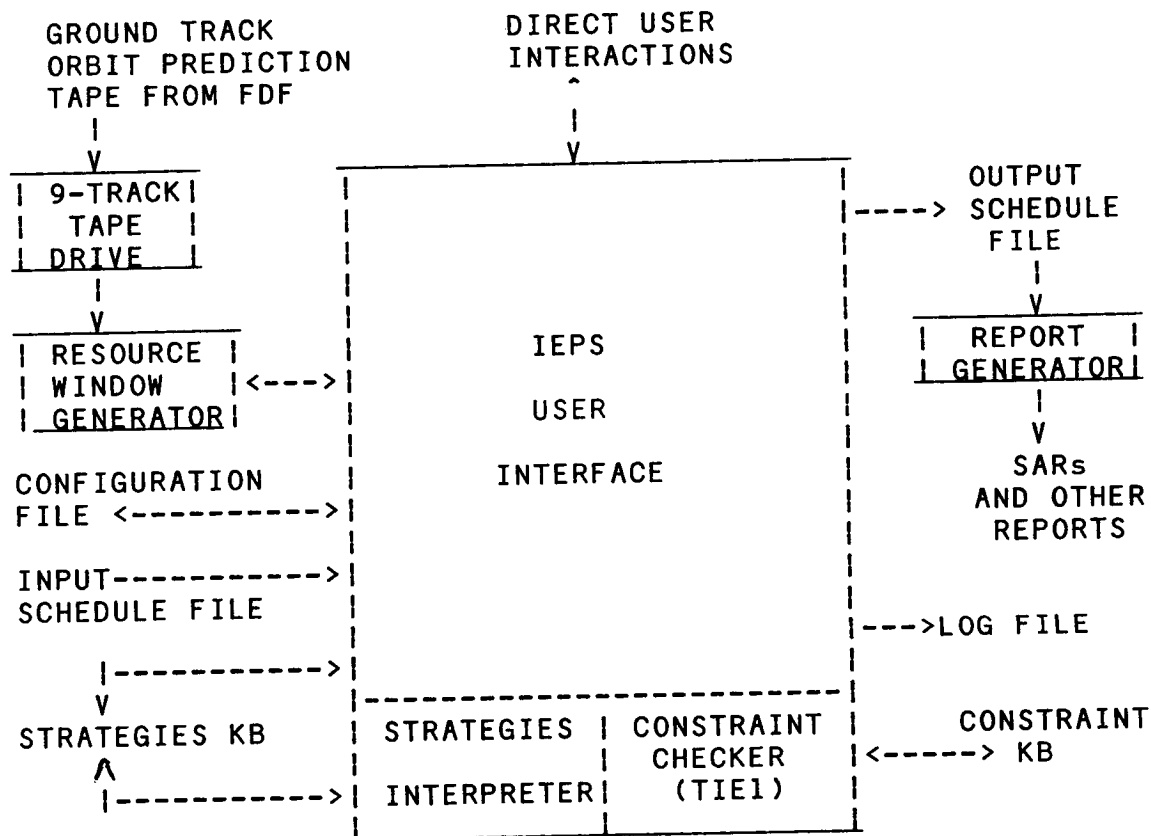 GROUND TRACK
ORBIT PREDICTION
TAPE FROM FDF
DIRECT USER
INTERACTIONS
9-TRACK
TAPE
DRIVE
RESOURCE
WINDOW
GENERATOR
CONFIGURATION
FILE
INPUT
SCHEDULE FILE
STRATEGIES KB
IEPS
USER
INTERFACE
STRATEGIES
INTERPRETER
CONSTRAINT
CHECKER
(TIE1)
OUTPUT
SCHEDULE
FILE
REPORT
GENERATOR
SARs
AND OTHER
REPORTS
LOG FILE
CONSTRAINT
KB